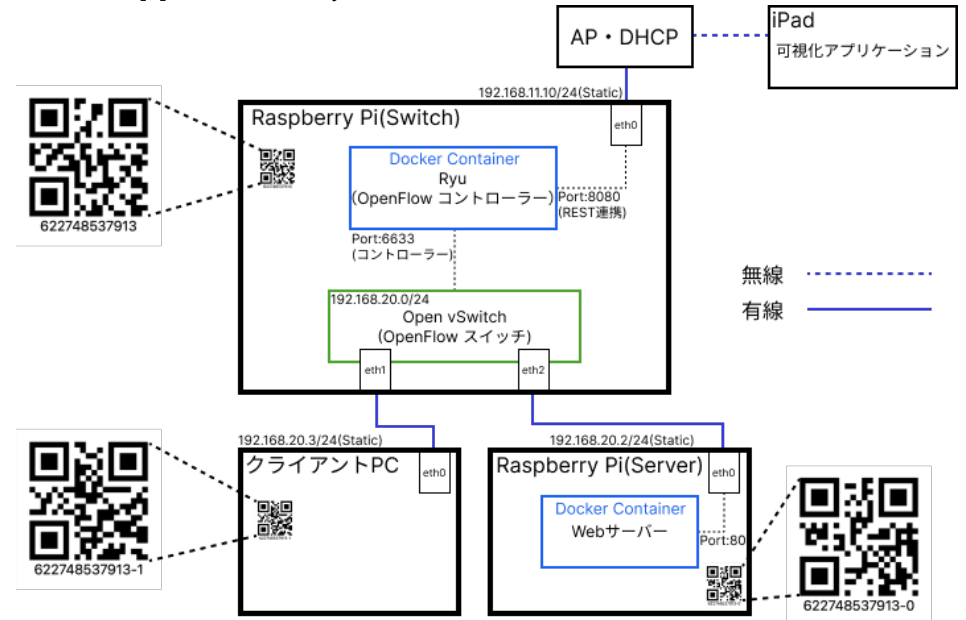 AP・DHCP
iPad
可視化アプリケーション
192.168.11.10/24(Static)
Raspberry Pi(Switch)
eth0
Docker Container
Ryu
(OpenFlow コントローラー)
Port:8080
(REST連携)
622748537913
Port:6633
(コントローラー)
無線
有線
192.168.20.0/24
Open vSwitch
(OpenFlow スイッチ)
eth1
eth2
192.168.20.3/24(Static)
クライアントPC
eth0
622748537913-1
192.168.20.2/24(Static)
Raspberry Pi(Server)
eth0
Docker Container
Webサーバー
Port:80
622748537913-0